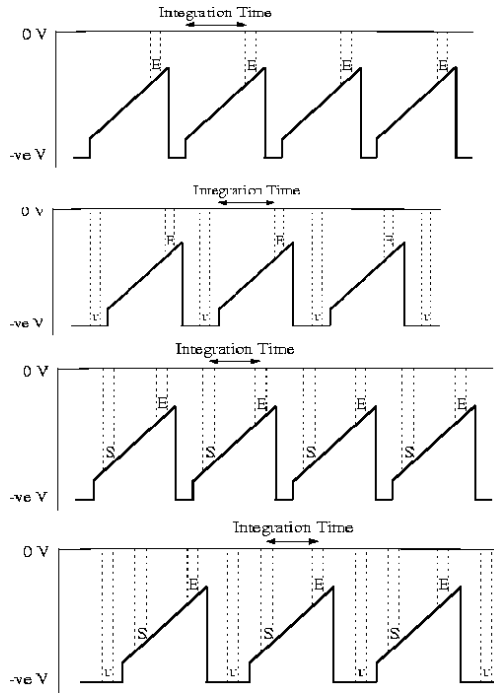 Integration Time
0 V
E E E E
-ve V
Integration Time
0 V
E E E
-ve V r r r r
Integration Time
0 V
E E E E
S S S S
-ve V
Integration Time
0 V
E E E
S S S
-ve V r r r r